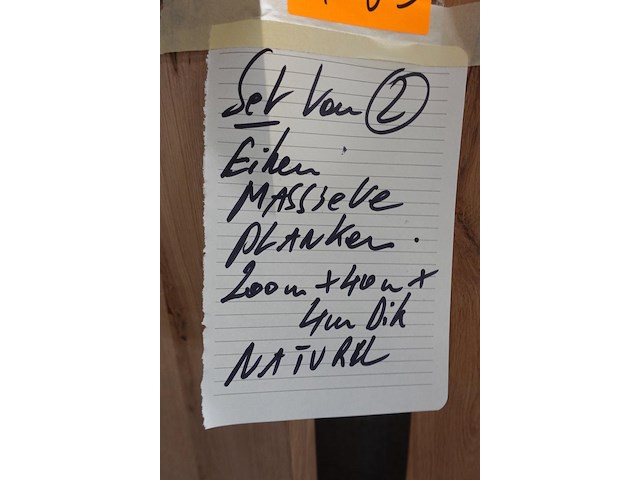 Set van 2
Eiken
MASSieve
PLANKen.
200cm + 40cm +
4cm Dik
NATUREL